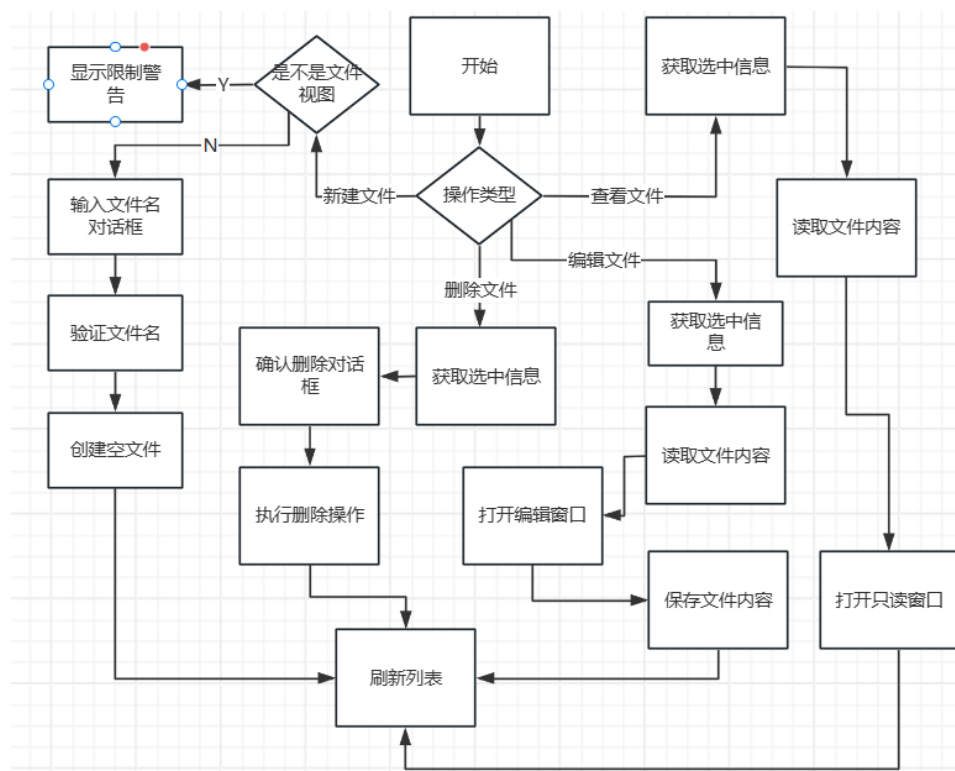 显示限制警
告
Y
是不是文件
视图
开始
获取选中信息
N
新建文件
操作类型
查看文件
输入文件名
对话框
读取文件内容
编辑文件
删除文件
获取选中信
息
验证文件名
确认删除对话
框
获取选中信息
创建空文件
读取文件内容
执行删除操作
打开编辑窗口
保存文件内容
打开只读窗口
刷新列表